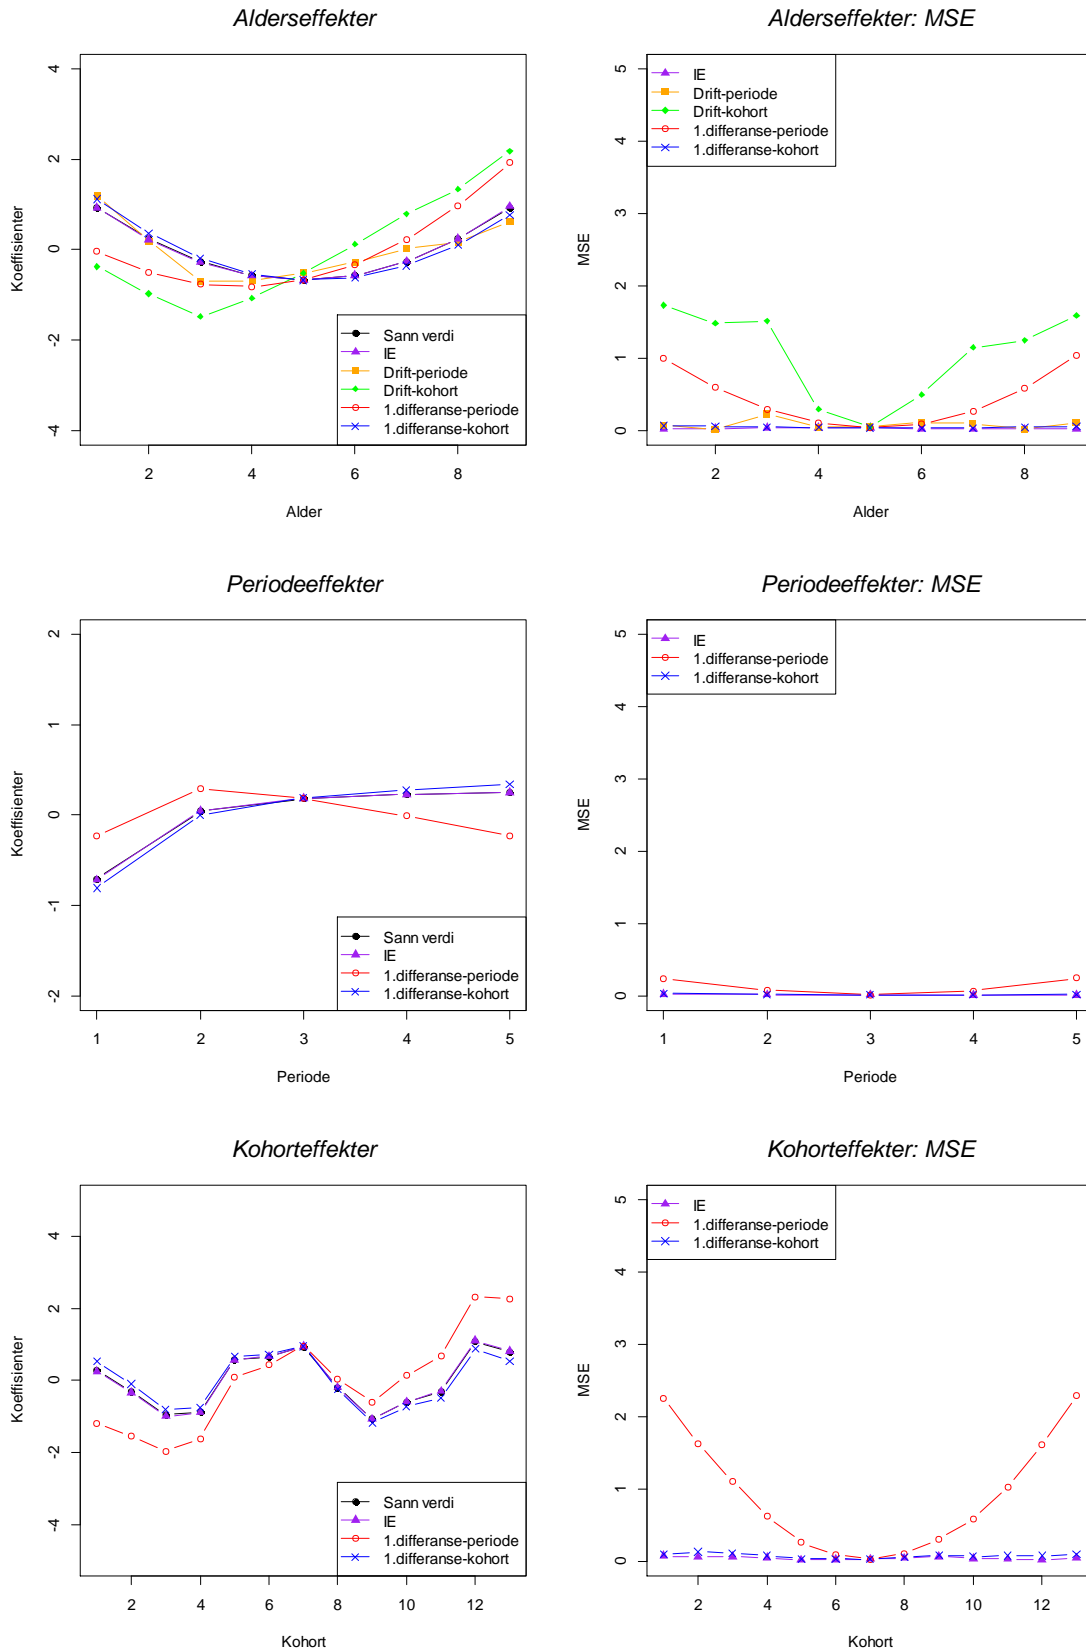 Alderseffekter
Koeffisienter
4
2
0
-2
-4
Sann verdi
IE
Drift-periode
Drift-kohort
1.differanse-periode
1.differanse-kohort
2 4 6 8
Alder
Alderseffekter: MSE
MSE
5
4
3
2
1
0
IE
Drift-periode
Drift-kohort
1.differanse-periode
1.differanse-kohort
2 4 6 8
Alder
Periodeeffekter
Koeffisienter
2
1
0
-1
-2
Sann verdi
IE
1.differanse-periode
1.differanse-kohort
1 2 3 4 5
Periode
Periodeeffekter: MSE
MSE
5
4
3
2
1
0
IE
1.differanse-periode
1.differanse-kohort
1 2 3 4 5
Periode
Kohorteffekter
Koeffisienter
4
2
0
-2
-4
Sann verdi
IE
1.differanse-periode
1.differanse-kohort
2 4 6 8 10 12
Kohort
Kohorteffekter: MSE
MSE
5
4
3
2
1
0
IE
1.differanse-periode
1.differanse-kohort
2 4 6 8 10 12
Kohort